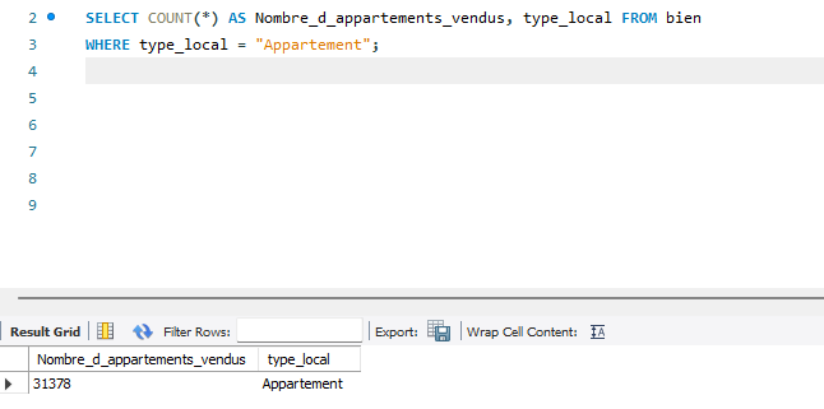 2 SELECT COUNT(*) AS Nombre_d_appartements_vendus, type_local FROM bien
3 WHERE type_local = "Appartement";
4
5
6
7
8
9
Result Grid Filter Rows: Export: Wrap Cell Content: IA
Nombre_d_appartements_vendus type_local
31378 Appartement